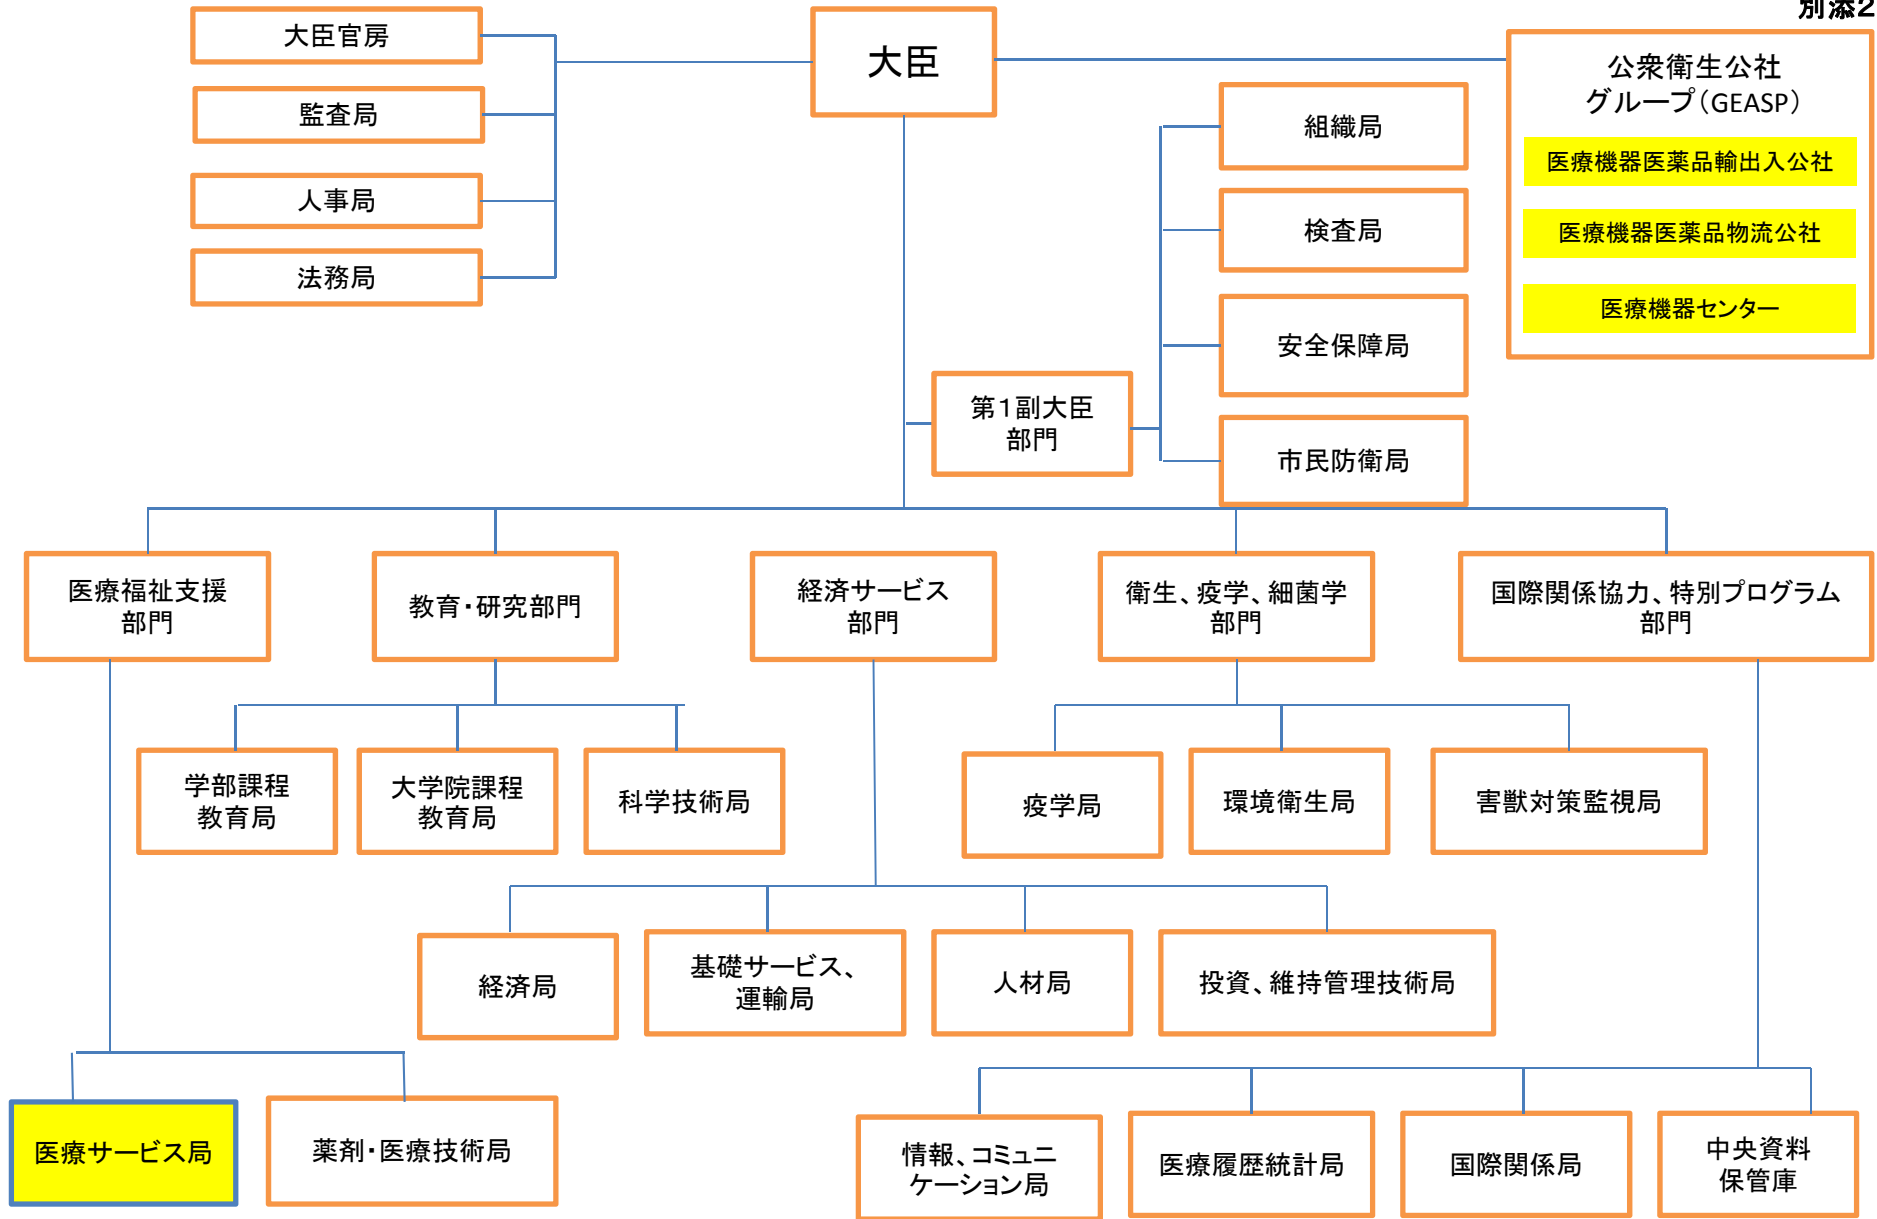 別添2
大臣官房
大臣
公衆衛生公社
グループ(GEASP)
監査局
組織局
医療機器医薬品輸出入公社
人事局
検査局
医療機器医薬品物流公社
法務局
医療機器センター
安全保障局
第1副大臣
部門
市民防衛局
医療福祉支援
部門
教育・研究部門
経済サービス
部門
衛生、疫学、細菌学
部門
国際関係協力、特別プログラム
部門
学部課程
教育局
大学院課程
教育局
科学技術局
疫学局
環境衛生局
害獣対策監視局
経済局
基礎サービス、
運輸局
人材局
投資、維持管理技術局
医療サービス局
薬剤・医療技術局
情報、コミュニ
ケーション局
医療履歴統計局
国際関係局
中央資料
保管庫